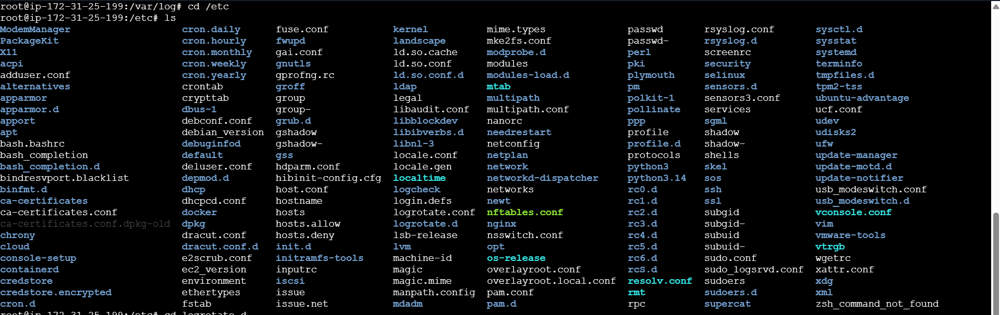 root@ip-172-31-25-199:/var/log# cd /etc
root@ip-172-31-25-199:/etc# ls
ModemManager cron.daily fuse.conf kernel mime.types passwd rsyslog.conf sysctl.d
PackageKit cron.hourly fwupd landscape mke2fs.conf passwd- rsyslog.d sysstat
X11 cron.monthly gai.conf ld.so.cache modprobe.d perl screenrc systemd
acpi cron.weekly gnutls ld.so.conf modules pki security terminfo
adduser.conf cron.yearly gprofng.rc ld.so.conf.d modules-load.d plymouth selinux tmpfiles.d
alternatives crontab groff ldap mtab pm sensors.d tpm2-tss
apparmor crypttab group legal multipath polkit-1 sensors3.conf ubuntu-advantage
apparmor.d dbus-1 group- libaudit.conf multipath.conf pollinate services ucf.conf
apport debconf.conf grub.d libblockdev nanorc ppp sgml udev
apt debian_version gshadow libibverbs.d needrestart profile shadow udisks2
bash.bashrc debuginfod gshadow- libnl-3 netconfig profile.d shadow- ufw
bash_completion default gss locale.conf netplan protocols shells update-manager
bash_completion.d deluser.conf hdparm.conf locale.gen network python3 skel update-motd.d
bindresvport.blacklist depmod.d hibinit-config.cfg localtime networkd-dispatcher python3.14 sos update-notifier
binfmt.d dhcp host.conf logcheck networks rc0.d ssh usb_modeswitch.conf
ca-certificates dhcpcd.conf hostname login.defs newt rc1.d ssl usb_modeswitch.d
ca-certificates.conf docker hosts logrotate.conf nftables.conf rc2.d subgid vconsole.conf
ca-certificates.conf.dpkg-old dpkg hosts.allow logrotate.d nginx rc3.d subgid- vim
chrony dracut.conf hosts.deny lsb-release nsswitch.conf rc4.d subuid vmware-tools
cloud dracut.conf.d init.d lvm opt rc5.d subuid- vtrgb
console-setup e2scrub.conf initramfs-tools machine-id os-release rc6.d sudo.conf wgetrc
containerd ec2_version inputrc magic overlayroot.conf rcS.d sudo_logsrvd.conf xattr.conf
credstore environment iscsi magic.mime overlayroot.local.conf resolv.conf sudoers xdg
credstore.encrypted ethertypes issue manpath.config pam.conf rmt sudoers.d xml
cron.d fstab issue.net mdadm pam.d rpc supercat zsh_command_not_found
root@ip-172-31-25-199:/etc# cd logrotate.d